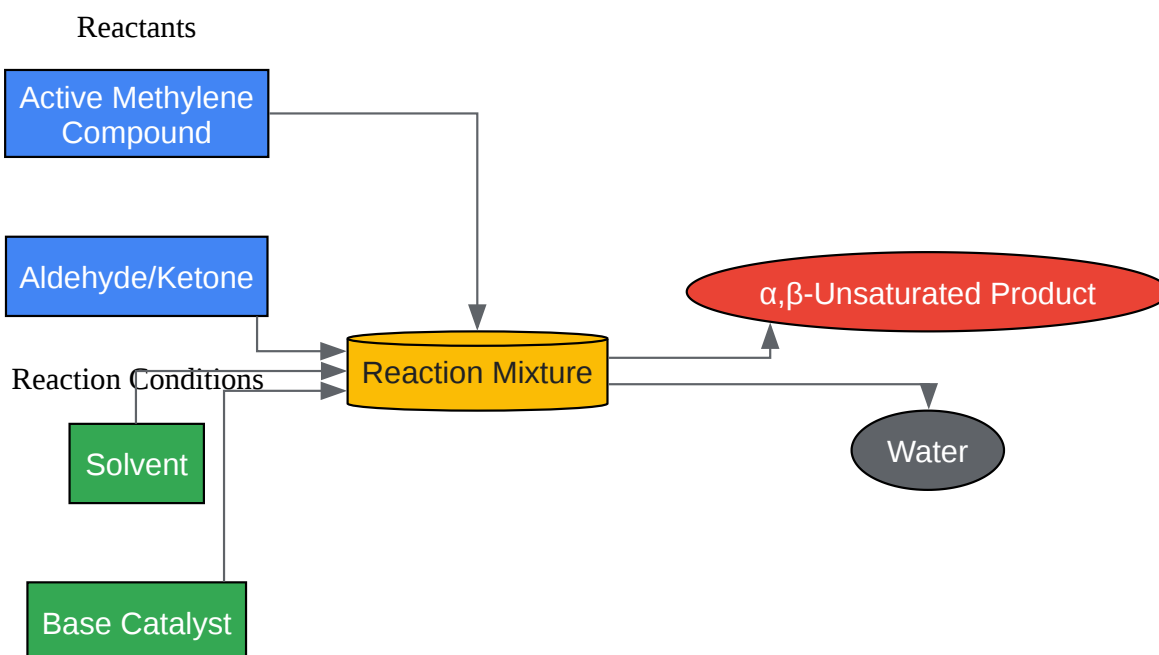 Reactants
Active Methylene
Compound
Aldehyde/Ketone
α,β-Unsaturated Product
Reaction Mixture
Reaction Conditions
Solvent
Water
Base Catalyst